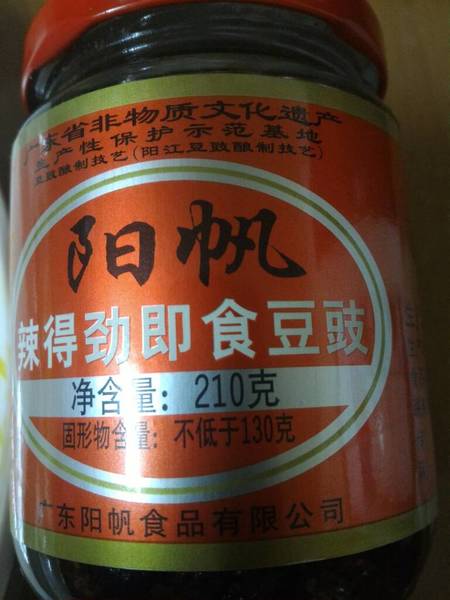 广东省非物质文化遗产
生产性保护示范基地
豆豉酿制技艺(阳江豆豉酿制技艺)
阳帆
辣得劲即食豆豉
净含量：210克
固形物含量：不低于130克
广东阳帆食品有限公司